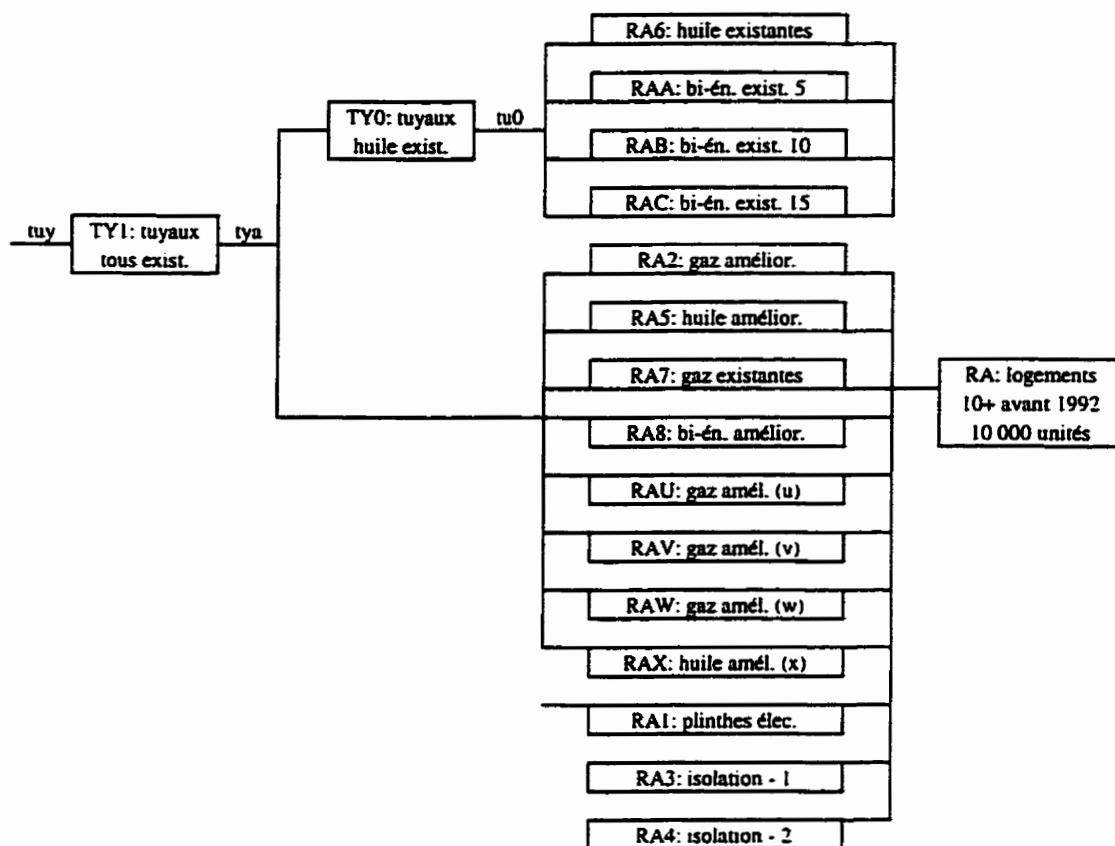 RA6: huile existantes
RAA: bi-én. exist. 5
TY0: tuyaux
huile exist.
tu0
RAB: bi-én. exist. 10
RAC: bi-én. exist. 15
tuy
TY1: tuyaux
tous exist.
tya
RA2: gaz amélior.
RA5: huile amélior.
RA7: gaz existantes
RA: logements
10+ avant 1992
10 000 unités
RA8: bi-én. amélior.
RAU: gaz amél. (u)
RAV: gaz amél. (v)
RAW: gaz amél. (w)
RAX: huile amél. (x)
RA1: plinthes élec.
RA3: isolation - 1
RA4: isolation - 2